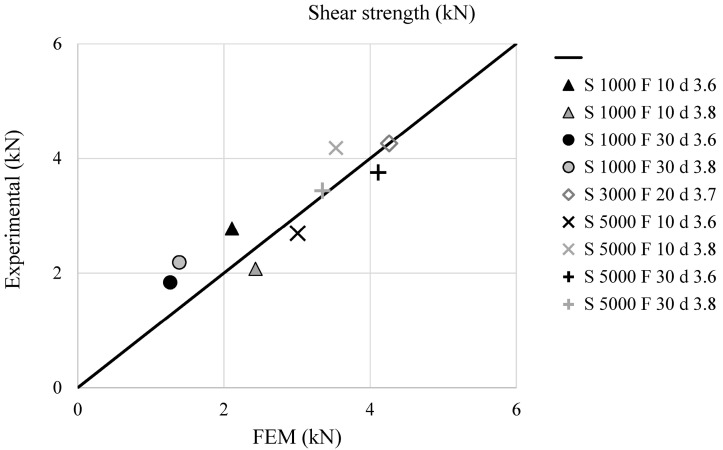 Shear strength (kN)
6
4
2
0
Experimental (kN)
0 2 4 6
FEM (kN)
S 1000 F 10 d 3.6
S 1000 F 10 d 3.8
S 1000 F 30 d 3.6
S 1000 F 30 d 3.8
S 3000 F 20 d 3.7
S 5000 F 10 d 3.6
S 5000 F 10 d 3.8
S 5000 F 30 d 3.6
S 5000 F 30 d 3.8